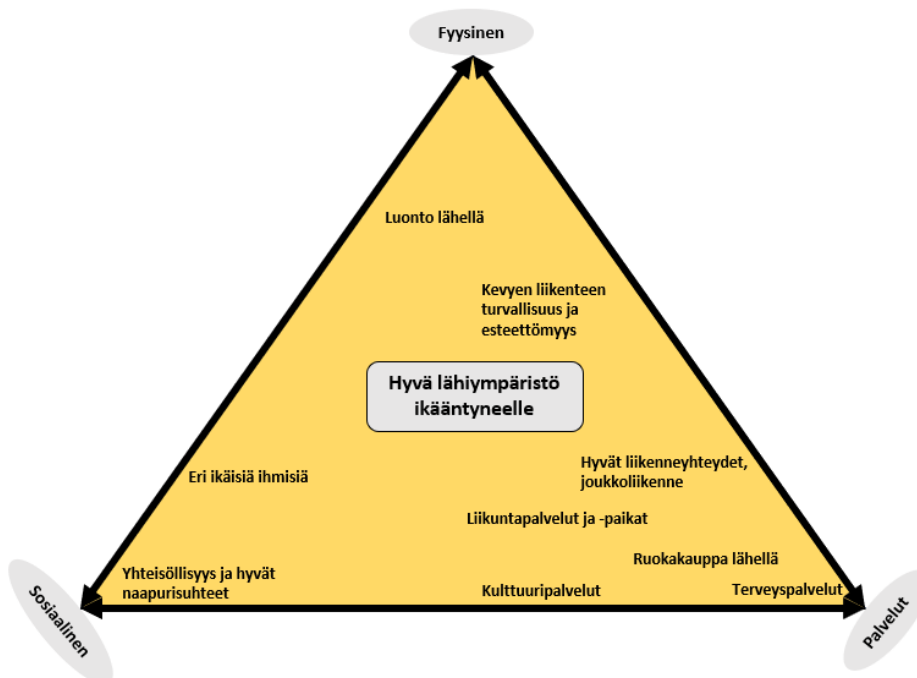 Fyysinen
Luonto lähellä
Kevyen liikenteen
turvallisuus ja
esteettömyys
Hyvä lähiympäristö
ikääntyneelle
Eri ikäisiä ihmisiä
Hyvät liikenneyhteydet,
joukkoliikenne
Liikuntapalvelut ja -paikat
Ruokakauppa lähellä
Yhteisöllisyys ja hyvät
naapurisuhteet
Kulttuuripalvelut
Terveyspalvelut
Sosiaalinen
Palvelut